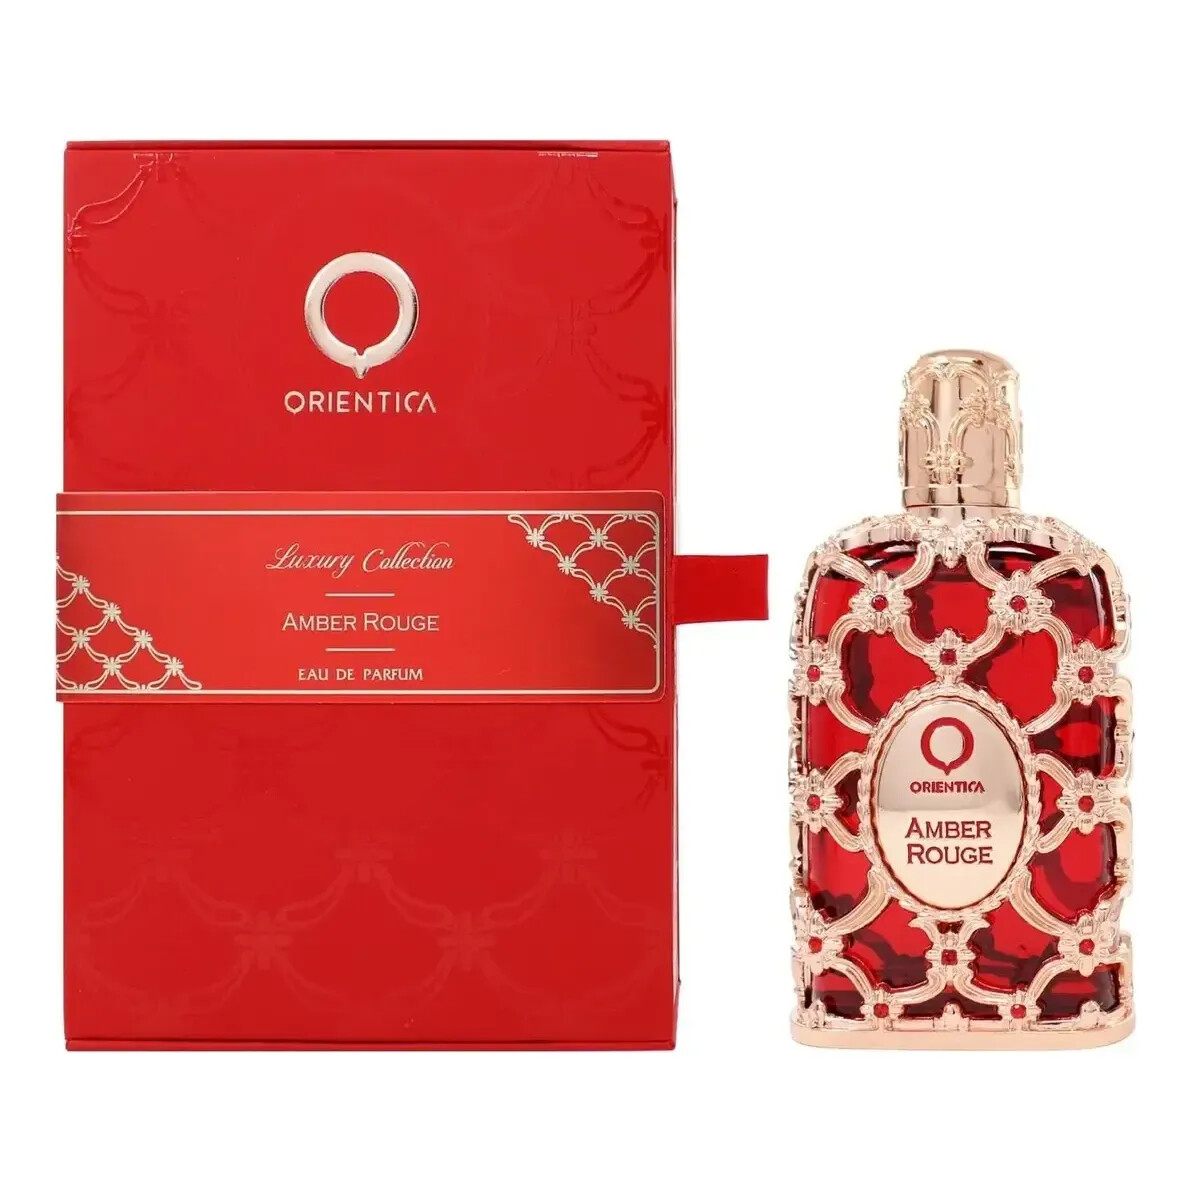 ORIENTICA
Luxury Collection
AMBER ROUGE
EAU DE PARFUM
ORIENTICA
AMBER
ROUGE